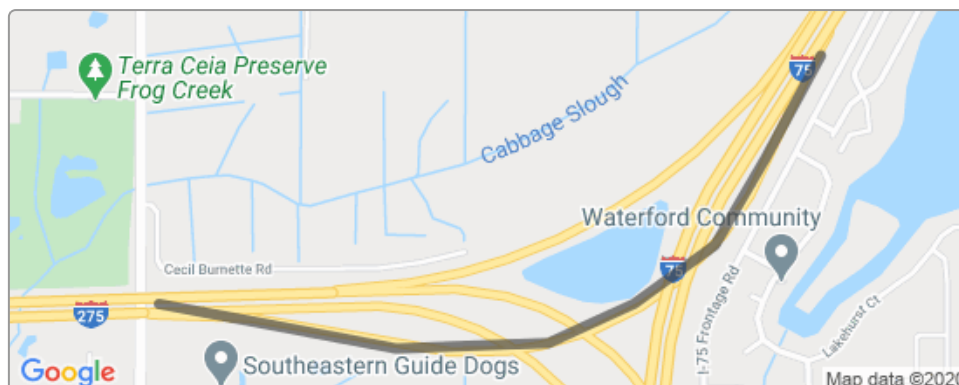 75
Terra Ceia Preserve
Frog Creek
Cabbage Slough
Waterford Community
Cecil Burnette Rd
75
275
I-75 Frontage Rd
Lakehurst Ct
Southeastern Guide Dogs
Google
Map data ©2020